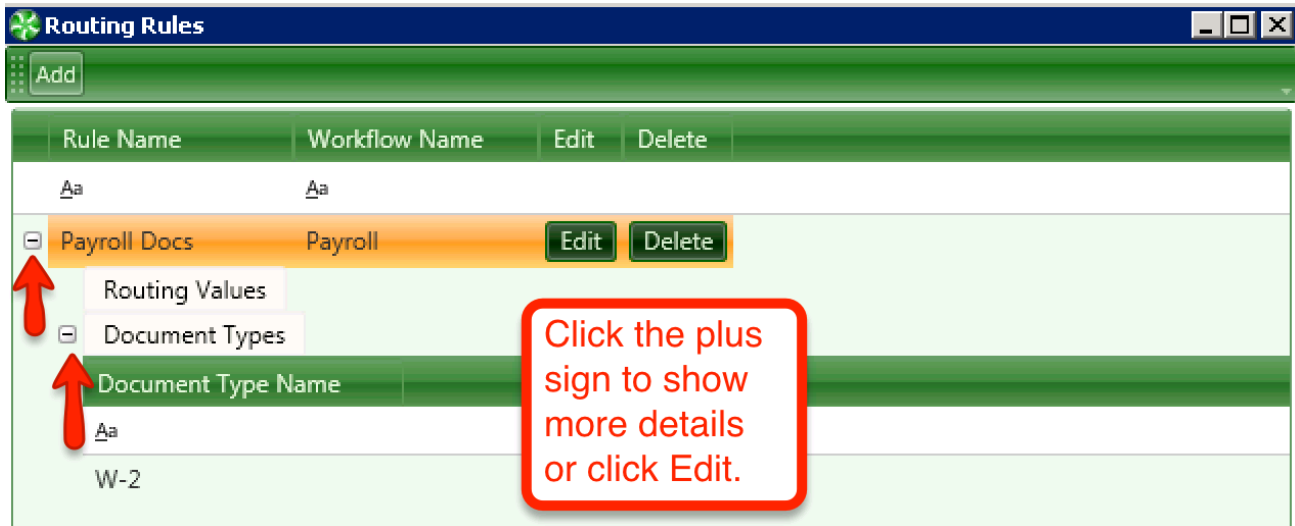 Routing Rules
Add
Rule Name Workflow Name Edit Delete
Aa Aa
Payroll Docs Payroll Edit Delete
Routing Values
Document Types
Document Type Name
Aa
W-2
Click the plus
sign to show
more details
or click Edit.